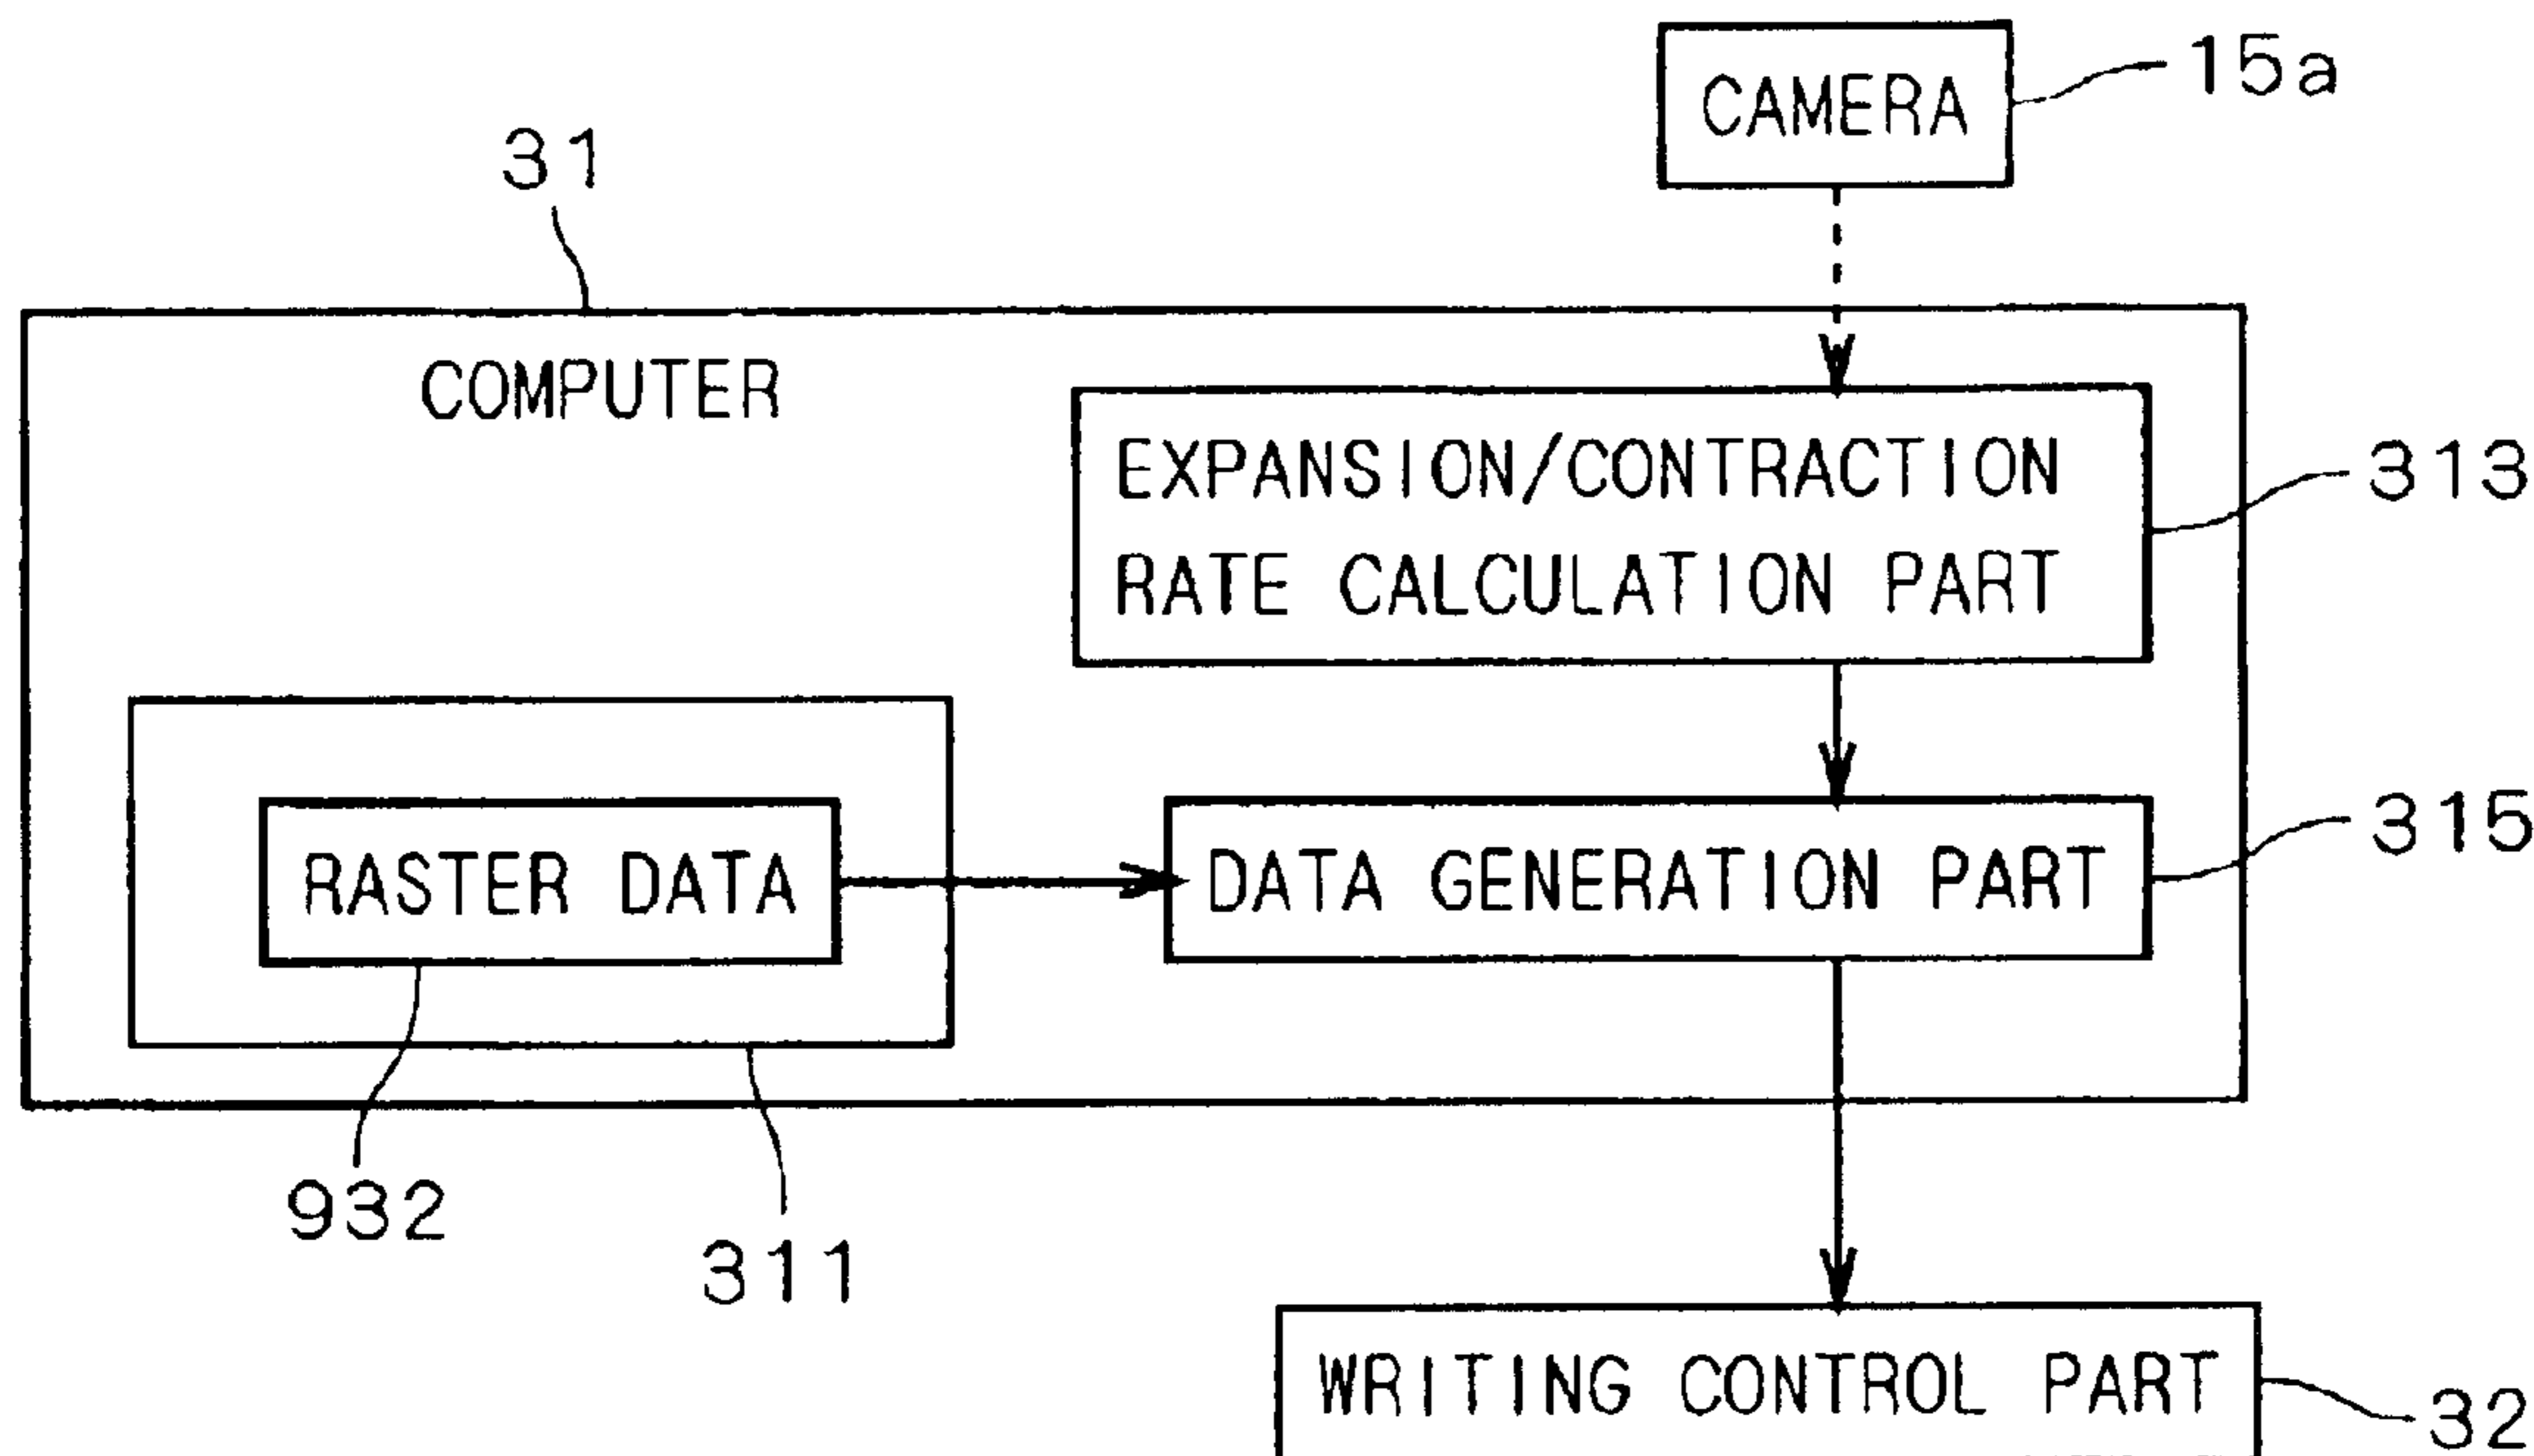 CAMERA
15a
31
COMPUTER
EXPANSION/CONTRACTION
RATE CALCULATION PART
313
RASTER DATA
DATA GENERATION PART
315
932
311
WRITING CONTROL PART
32